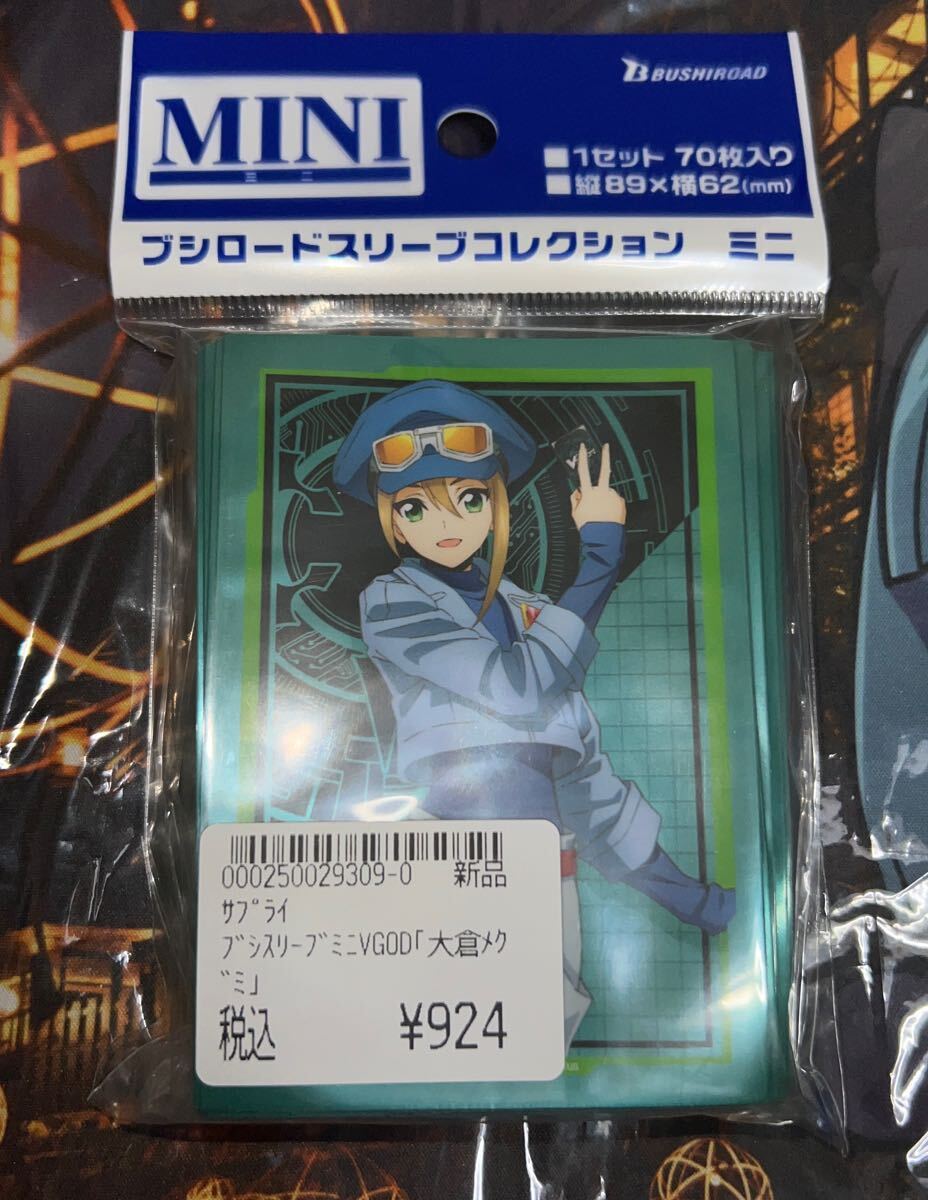 BUSHIROAD
MINI
ミニ
■1セット 70枚入り
■縦89×横62(mm)
ブシロードスリーブコレクション ミニ
000250029309-0 新品
ｻﾌﾟﾗｲ
ﾌﾞｼｽﾘｰﾌﾞﾐﾆVGOD｢大倉ﾒｸ
ﾞﾐ｣
税込 ¥924